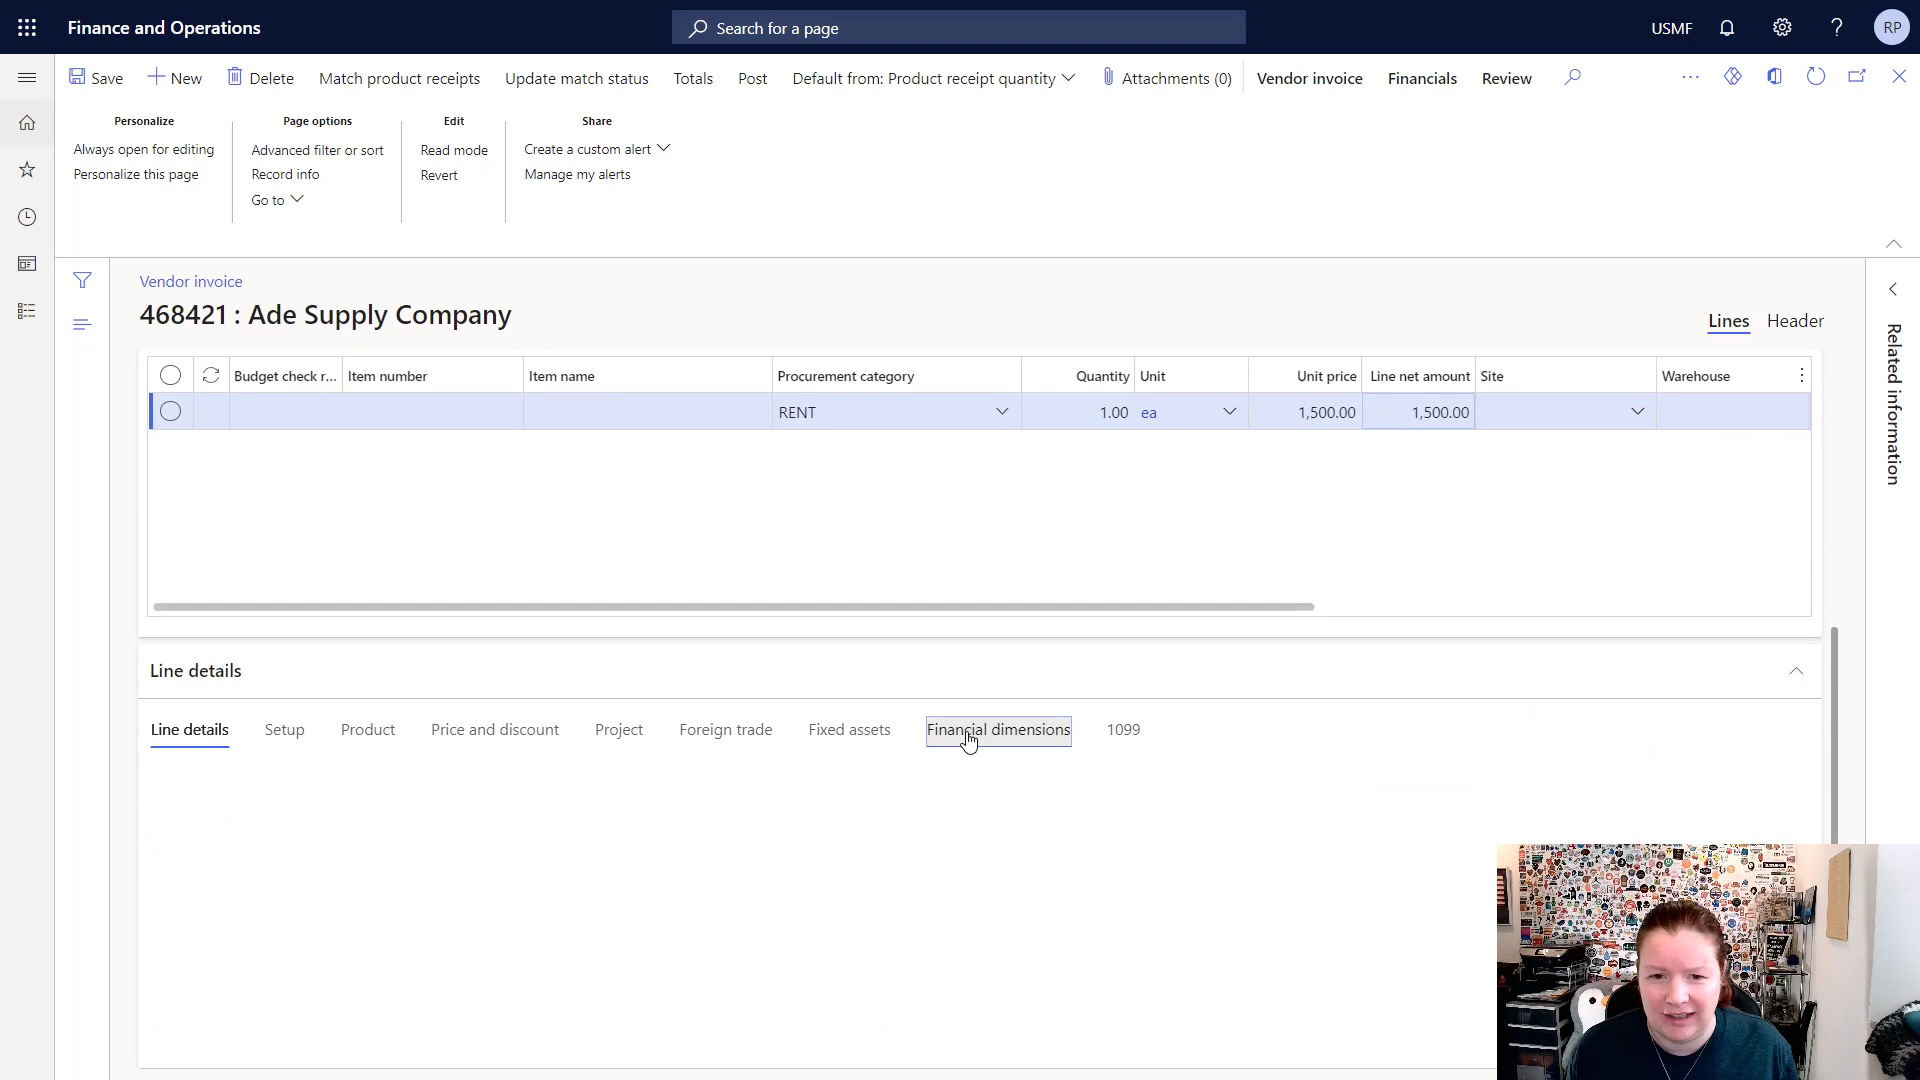 Finance and Operations
Search for a page
USMF
RP
Save
New
Delete
Match product receipts
Update match status
Totals
Post
Default from: Product receipt quantity
Attachments (0)
Vendor invoice
Financials
Review
Personalize
Always open for editing
Personalize this page
Page options
Advanced filter or sort
Record info
Go to
Edit
Read mode
Revert
Share
Create a custom alert
Manage my alerts
Vendor invoice
468421 : Ade Supply Company
Lines
Header
Related information
Budget check r...
Item number
Item name
Procurement category
Quantity
Unit
Unit price
Line net amount
Site
Warehouse
RENT
1.00
ea
1,500.00
1,500.00
Line details
Line details
Setup
Product
Price and discount
Project
Foreign trade
Fixed assets
Financial dimensions
1099